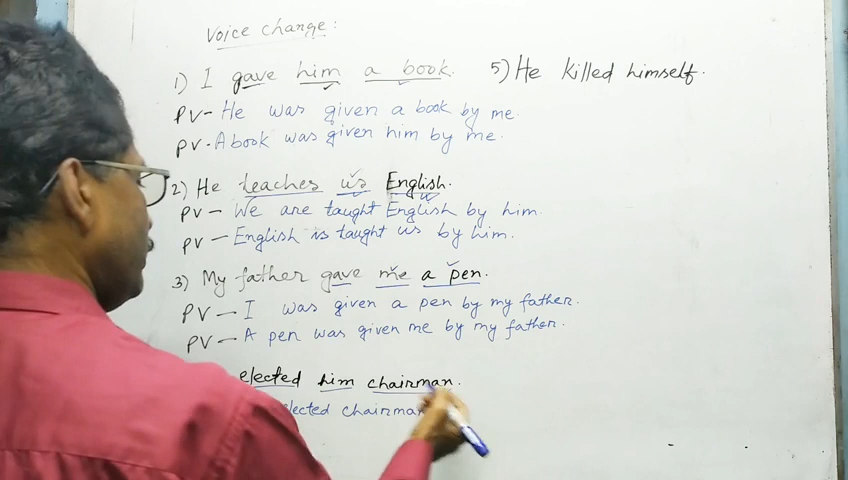 Voice change:
1) I gave him a book.
PV- He was given a book by me.
PV- A book was given him by me.
2) He teaches us English.
PV- We are taught English by him.
PV- English is taught us by him.
3) My father gave me a pen.
PV- I was given a pen by my father.
PV- A pen was given me by my father.
elected him chairman.
elected chairman
5) He killed himself.